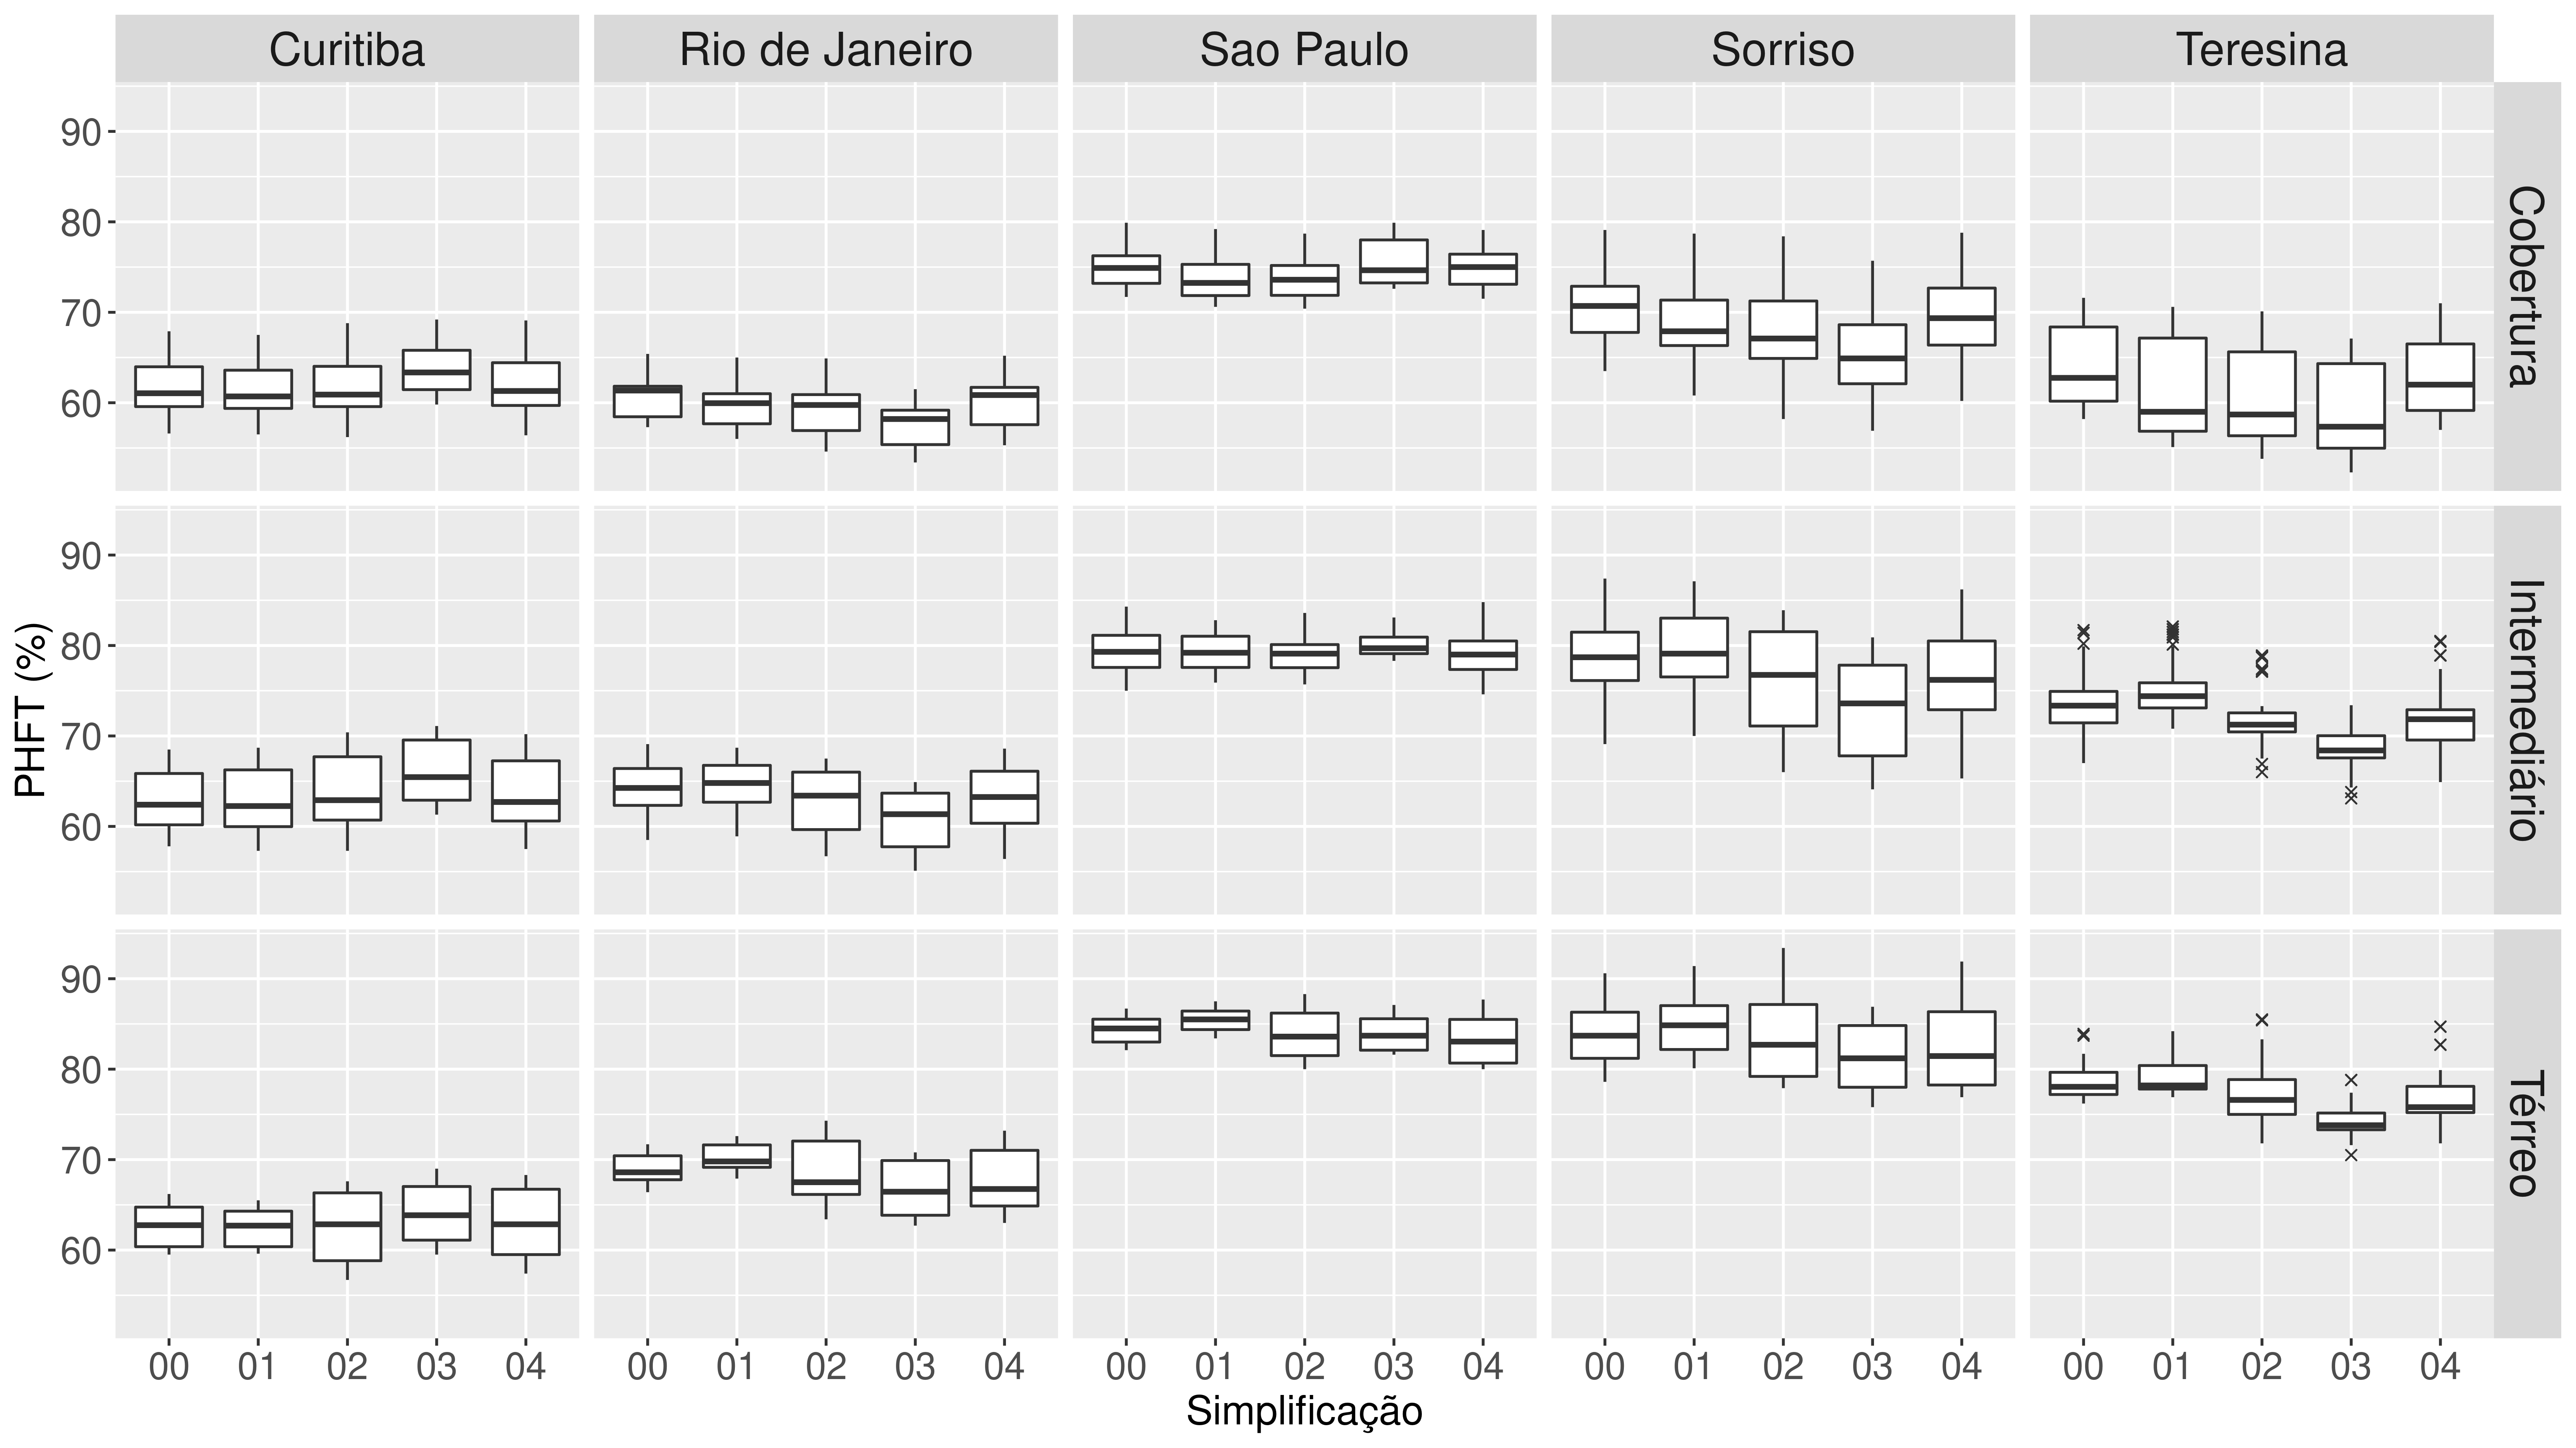 Curitiba
Rio de Janeiro
Sao Paulo
Sorriso
Teresina
90
80
70
60
Cobertura
90
80
70
60
Intermediário
90
80
70
60
Térreo
PHFT (%)
00 01 02 03 04
00 01 02 03 04
00 01 02 03 04
00 01 02 03 04
00 01 02 03 04
Simplificação